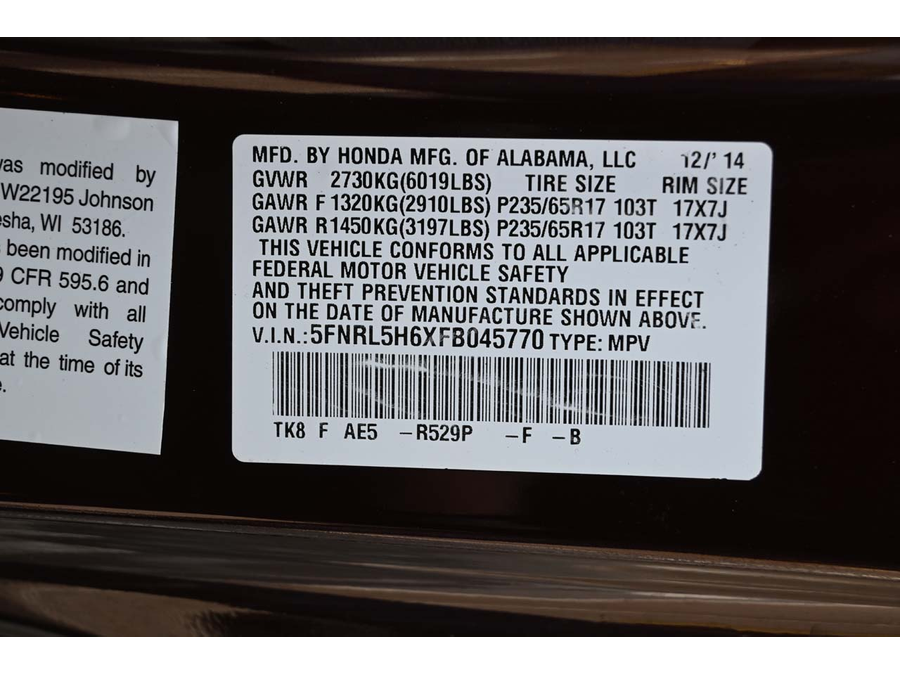 was modified by
W22195 Johnson
esha, WI 53186.
been modified in
CFR 595.6 and
comply with all
Vehicle Safety
at the time of its
MFD. BY HONDA MFG. OF ALABAMA, LLC 12/'14
GVWR 2730KG(6019LBS) TIRE SIZE RIM SIZE
GAWR F 1320KG(2910LBS) P235/65R17 103T 17X7J
GAWR R1450KG(3197LBS) P235/65R17 103T 17X7J
THIS VEHICLE CONFORMS TO ALL APPLICABLE
FEDERAL MOTOR VEHICLE SAFETY
AND THEFT PREVENTION STANDARDS IN EFFECT
ON THE DATE OF MANUFACTURE SHOWN ABOVE.
V.I.N.:5FNRL5H6XFB045770 TYPE: MPV
TK8 F AE5 -R529P -F -B